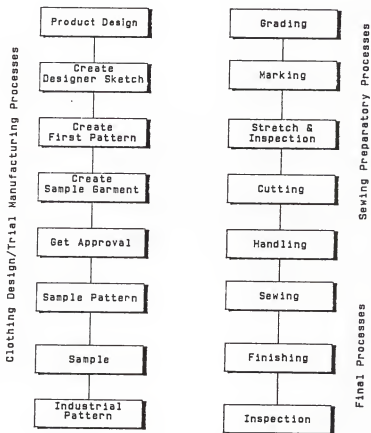 Clothing Design/Trial Manufacturing Processes
Product Design
Create
Designer Sketch
Create
First Pattern
Create
Sample Garment
Get Approval
Sample Pattern
Sample
Industrial
Pattern
Grading
Marking
Stretch &
Inspection
Cutting
Handling
Sewing
Finishing
Inspection
Sewing Preparatory Processes
Final Processes